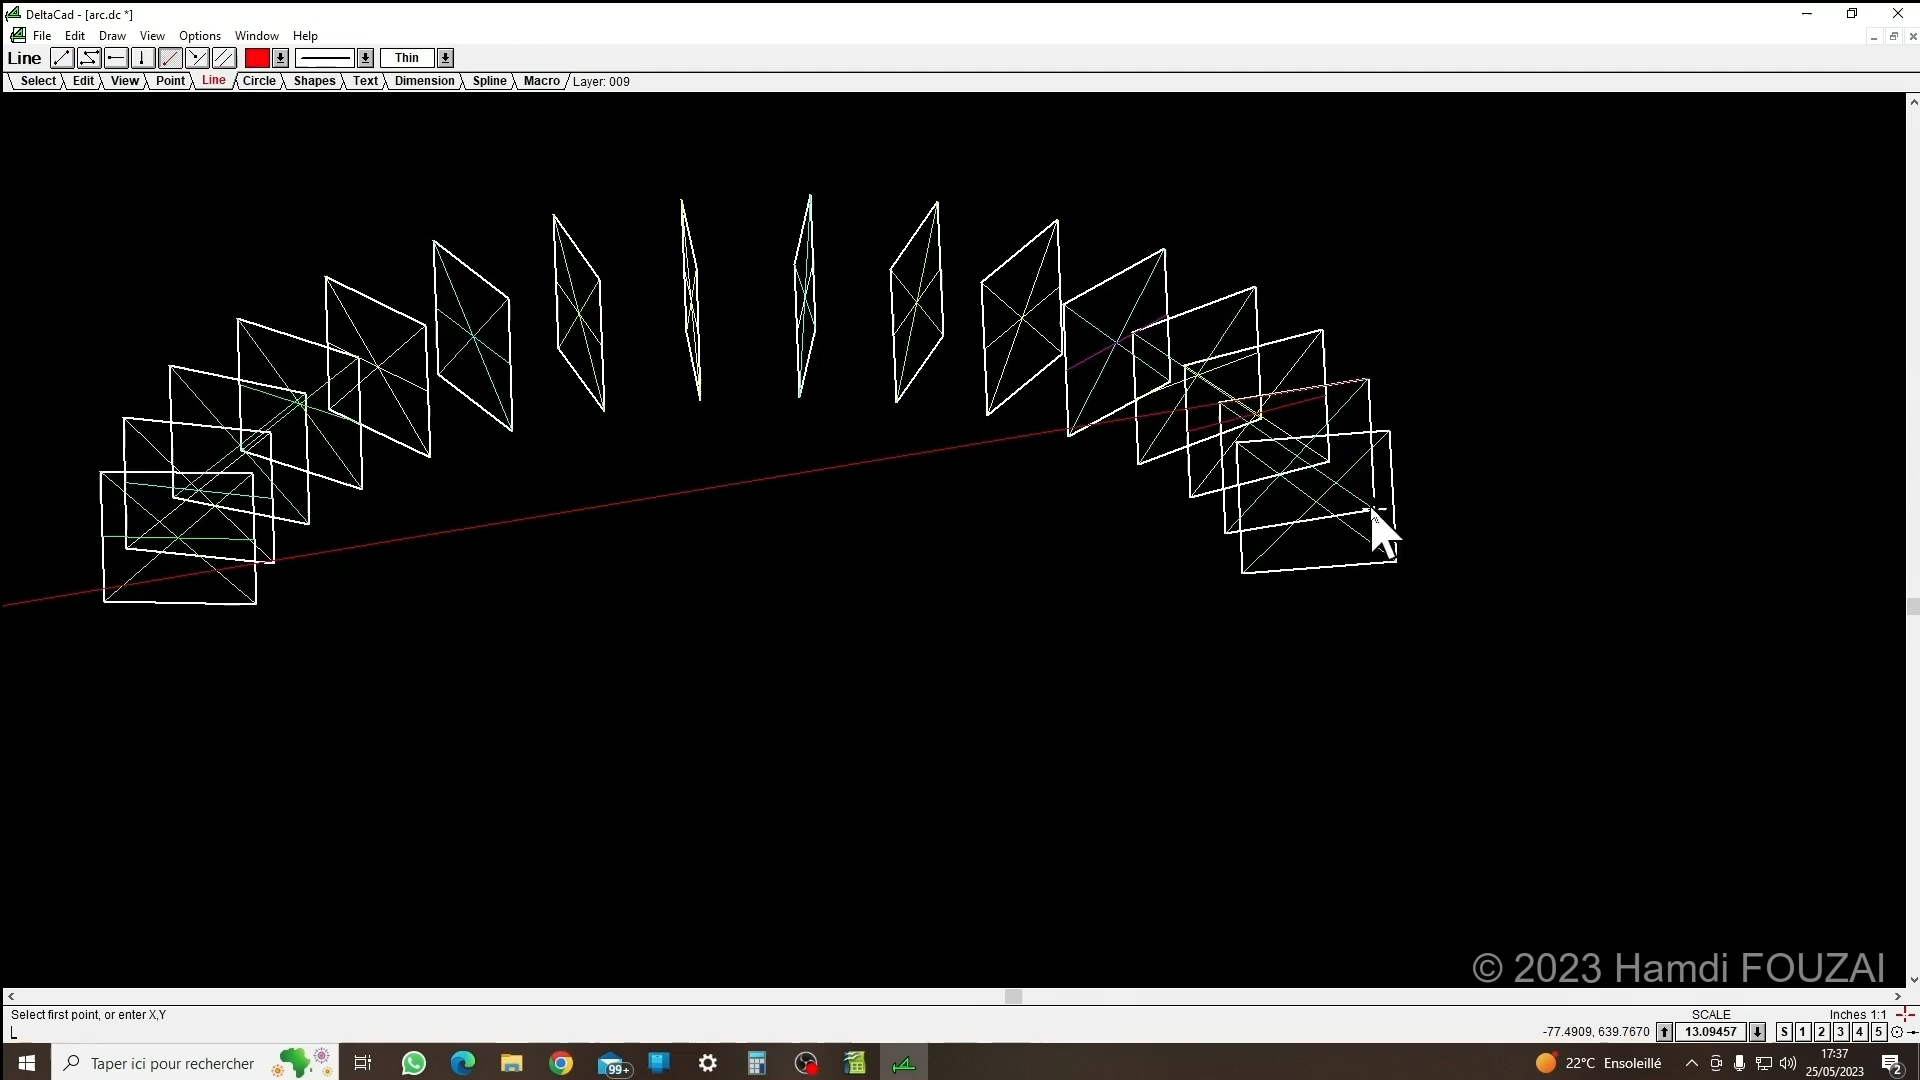 DeltaCad - [arc.dc *]
File Edit Draw View Options Window Help
Line Thin
Select Edit View Point Line Circle Shapes Text Dimension Spline Macro Layer: 009
© 2023 Hamdi FOUZAI
Select first point, or enter X,Y SCALE Inches 1:1
-77.4909, 639.7670 13.09457 S 1 2 3 4 5
Taper ici pour rechercher 99+ 22°C Ensoleillé 17:37
25/05/2023 2